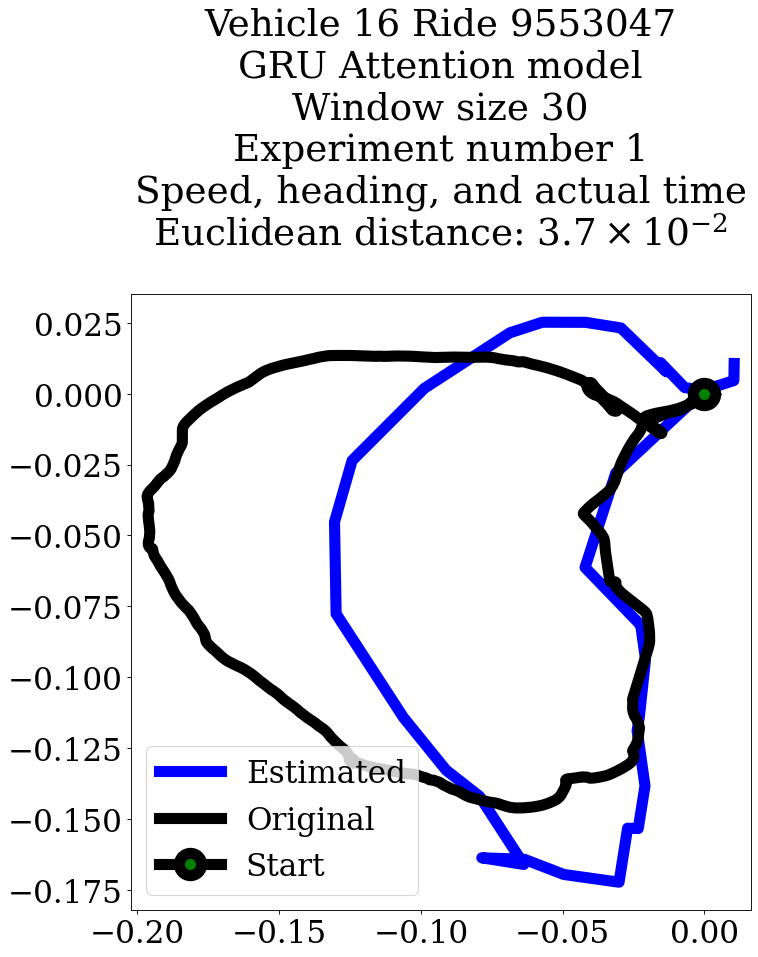 Vehicle 16 Ride 9553047
GRU Attention model
Window size 30
Experiment number 1
Speed, heading, and actual time
Euclidean distance: 3.7 × 10⁻²
0.025
0.000
−0.025
−0.050
−0.075
−0.100
−0.125
−0.150
−0.175
Estimated
Original
Start
−0.20 −0.15 −0.10 −0.05 0.00